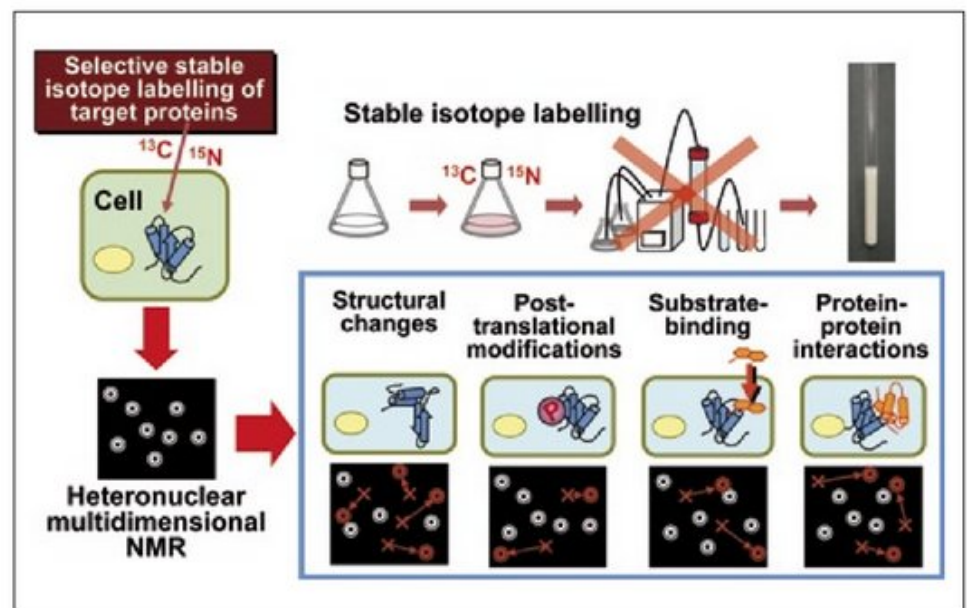 Selective stable
isotope labelling of
target proteins
¹³C ¹⁵N
Cell
Stable isotope labelling
¹³C ¹⁵N
Heteronuclear
multidimensional
NMR
Structural
changes
Post-
translational
modifications
P
Substrate-
binding
Protein-
protein
interactions